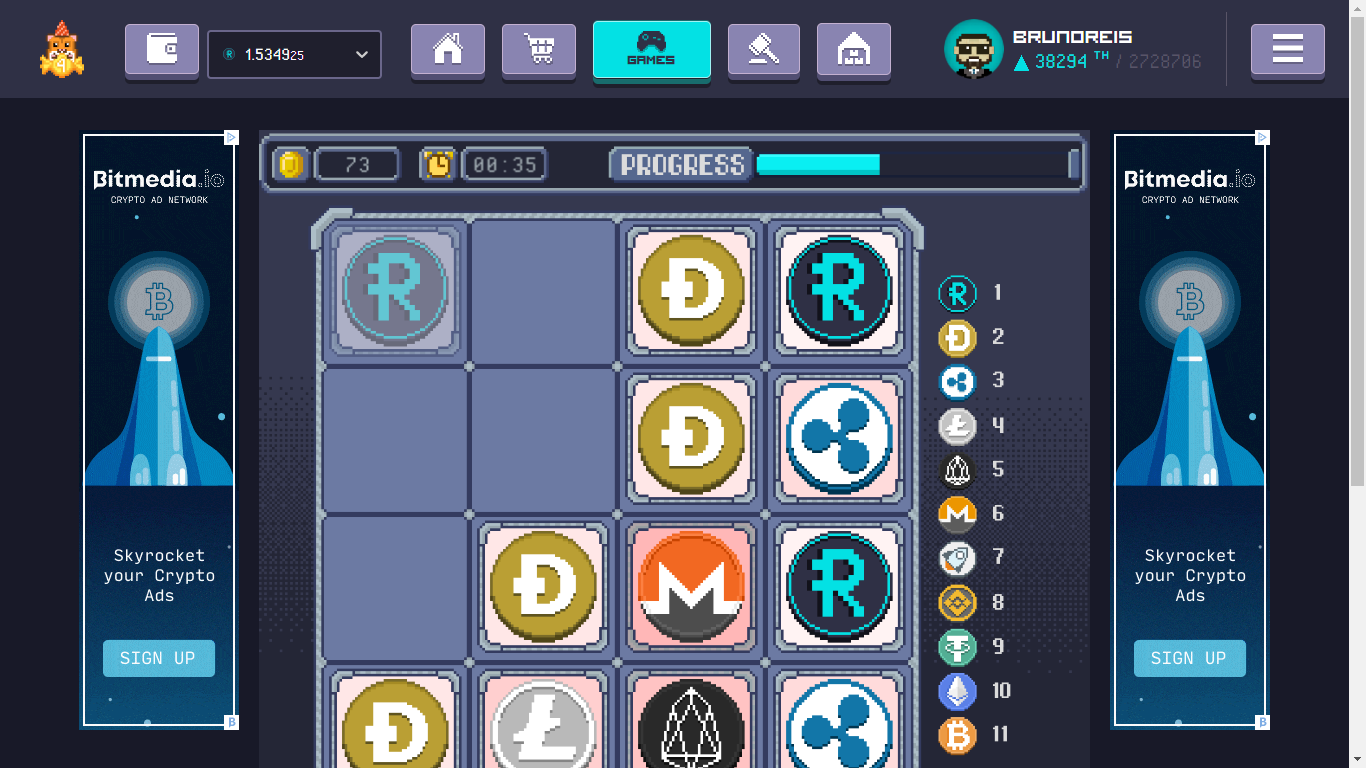 1.534925
GAMES
BRUNOREIS
38294 TH / 2728706
Bitmedia.io
CRYPTO AD NETWORK
Skyrocket
your Crypto
Ads
SIGN UP
73
00:35
PROGRESS
1
2
3
4
5
6
7
8
9
10
11
Bitmedia.io
CRYPTO AD NETWORK
Skyrocket
your Crypto
Ads
SIGN UP